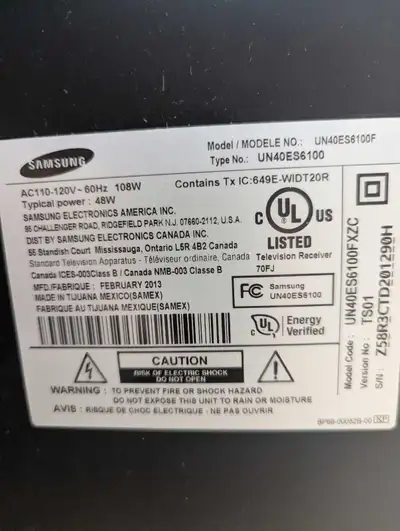 SAMSUNG
Model / MODELE NO.: UN40ES6100F
Type No.: UN40ES6100
AC110-120V~60Hz 108W
Typical power : 48W
Contains Tx IC:649E-WIDT20R
SAMSUNG ELECTRONICS AMERICA INC.
85 CHALLENGER ROAD, RIDGEFIELD PARK N.J. 07660-2112, U.S.A.
DIST BY SAMSUNG ELECTRONICS CANADA INC.
55 Standish Court Mississauga, Ontario L5R 4B2 Canada
Standard Television Apparatus - Téléviseur ordinaire, Canada
Canada ICES-003Class B / Canada NMB-003 Classe B
MFD/FABRIQUE : FEBRUARY 2013
MADE IN TIJUANA MEXICO(SAMEX)
FABRIQUE AU TIJUANA MEXIQUE(SAMEX)
C UL US
LISTED
Television Receiver
70FJ
FC Samsung
UN40ES6100
C UL Energy
Verified
CAUTION
RISK OF ELECTRIC SHOCK
DO NOT OPEN
WARNING : TO PREVENT FIRE OR SHOCK HAZARD
DO NOT EXPOSE THIS UNIT TO RAIN OR MOISTURE
AVIS : RISQUE DE CHOC ELECTRIQUE - NE PAS OUVRIR
Model Code : UN40ES6100FXZC
Version No : TS01
S/N : Z58R3CTD201290H